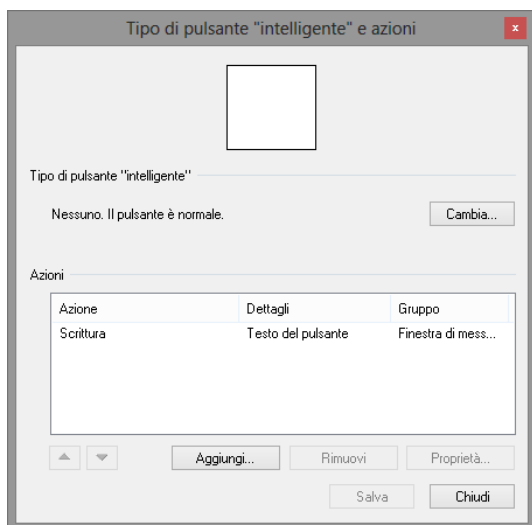 Tipo di pulsante "intelligente" e azioni
x
Tipo di pulsante "intelligente"
Nessuno. Il pulsante è normale.
Cambia...
Azioni
Azione Dettagli Gruppo
Scrittura Testo del pulsante Finestra di mess...
Aggiungi... Rimuovi Proprietà...
Salva Chiudi